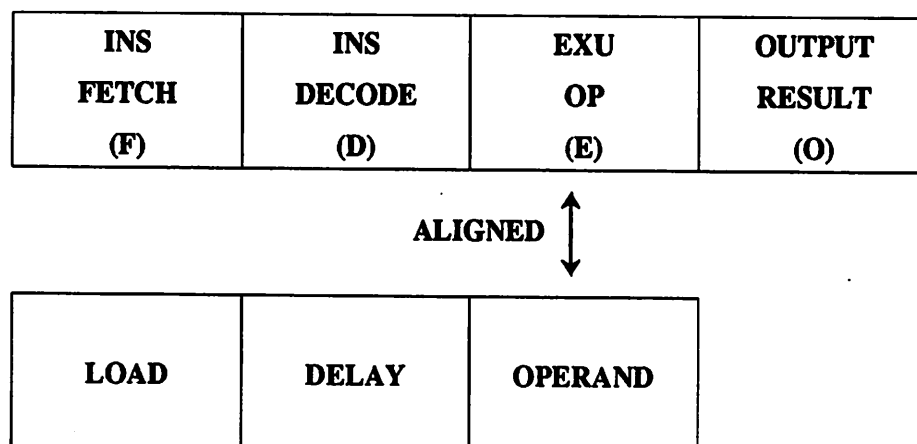 INS
FETCH
(F)
INS
DECODE
(D)
EXU
OP
(E)
OUTPUT
RESULT
(O)
ALIGNED
LOAD
DELAY
OPERAND